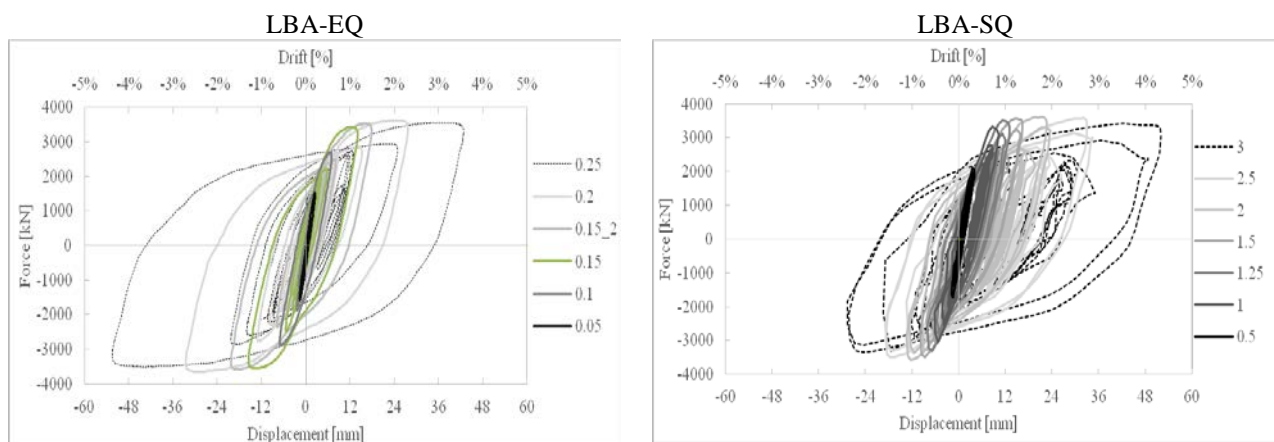 LBA-EQ
Drift [%]
-5% -4% -3% -2% -1% 0% 1% 2% 3% 4% 5%
4000
3000
2000
1000
0
-1000
-2000
-3000
-4000
Force [kN]
-60 -48 -36 -24 -12 0 12 24 36 48 60
Displacement [mm]
0.25
0.2
0.15_2
0.15
0.1
0.05
LBA-SQ
Drift [%]
-5% -4% -3% -2% -1% 0% 1% 2% 3% 4% 5%
4000
3000
2000
1000
0
-1000
-2000
-3000
-4000
Force [kN]
-60 -48 -36 -24 -12 0 12 24 36 48 60
Displacement [mm]
3
2.5
2
1.5
1.25
1
0.5